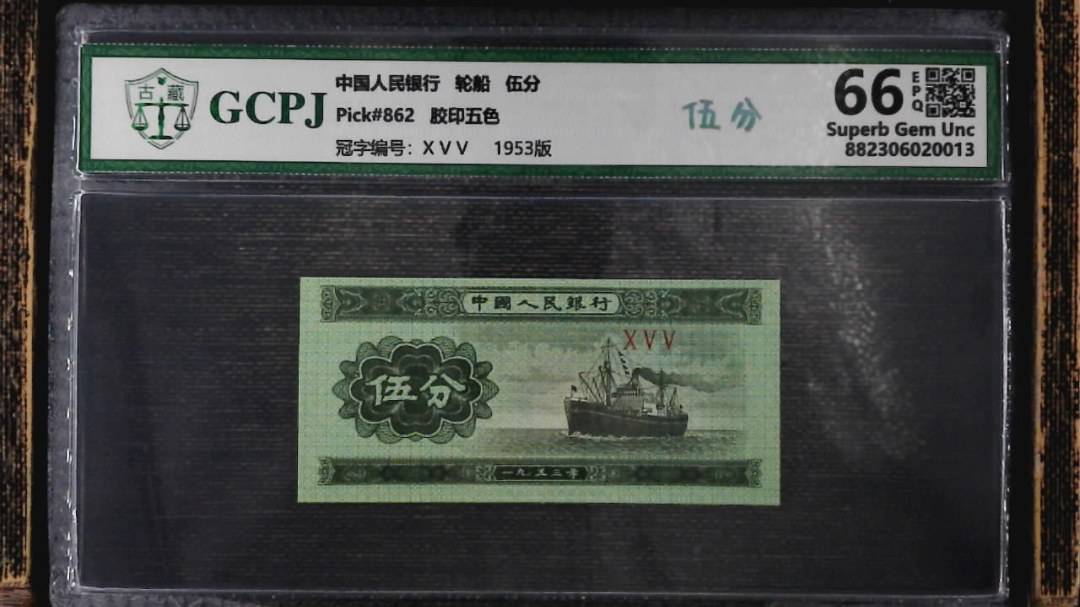 古 藏
GCPJ
中国人民银行 轮船 伍分
Pick#862 胶印五色
冠字编号：X V V 1953版
伍分
66
EPQ
Superb Gem Unc
882306020013
中國人民銀行
X V V
伍分
一九五三年